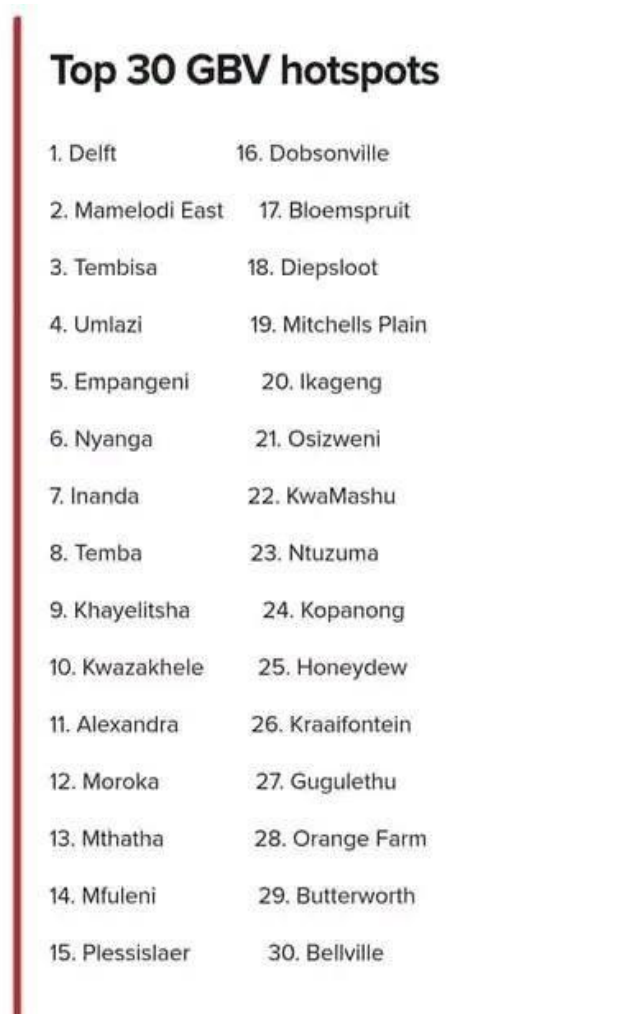 Top 30 GBV hotspots
1. Delft 16. Dobsonville
2. Mamelodi East 17. Bloemspruit
3. Tembisa 18. Diepsloot
4. Umlazi 19. Mitchells Plain
5. Empangeni 20. Ikageng
6. Nyanga 21. Osizweni
7. Inanda 22. KwaMashu
8. Temba 23. Ntuzuma
9. Khayelitsha 24. Kopanong
10. Kwazakhele 25. Honeydew
11. Alexandra 26. Kraaifontein
12. Moroka 27. Gugulethu
13. Mthatha 28. Orange Farm
14. Mfuleni 29. Butterworth
15. Plessislaer 30. Bellville